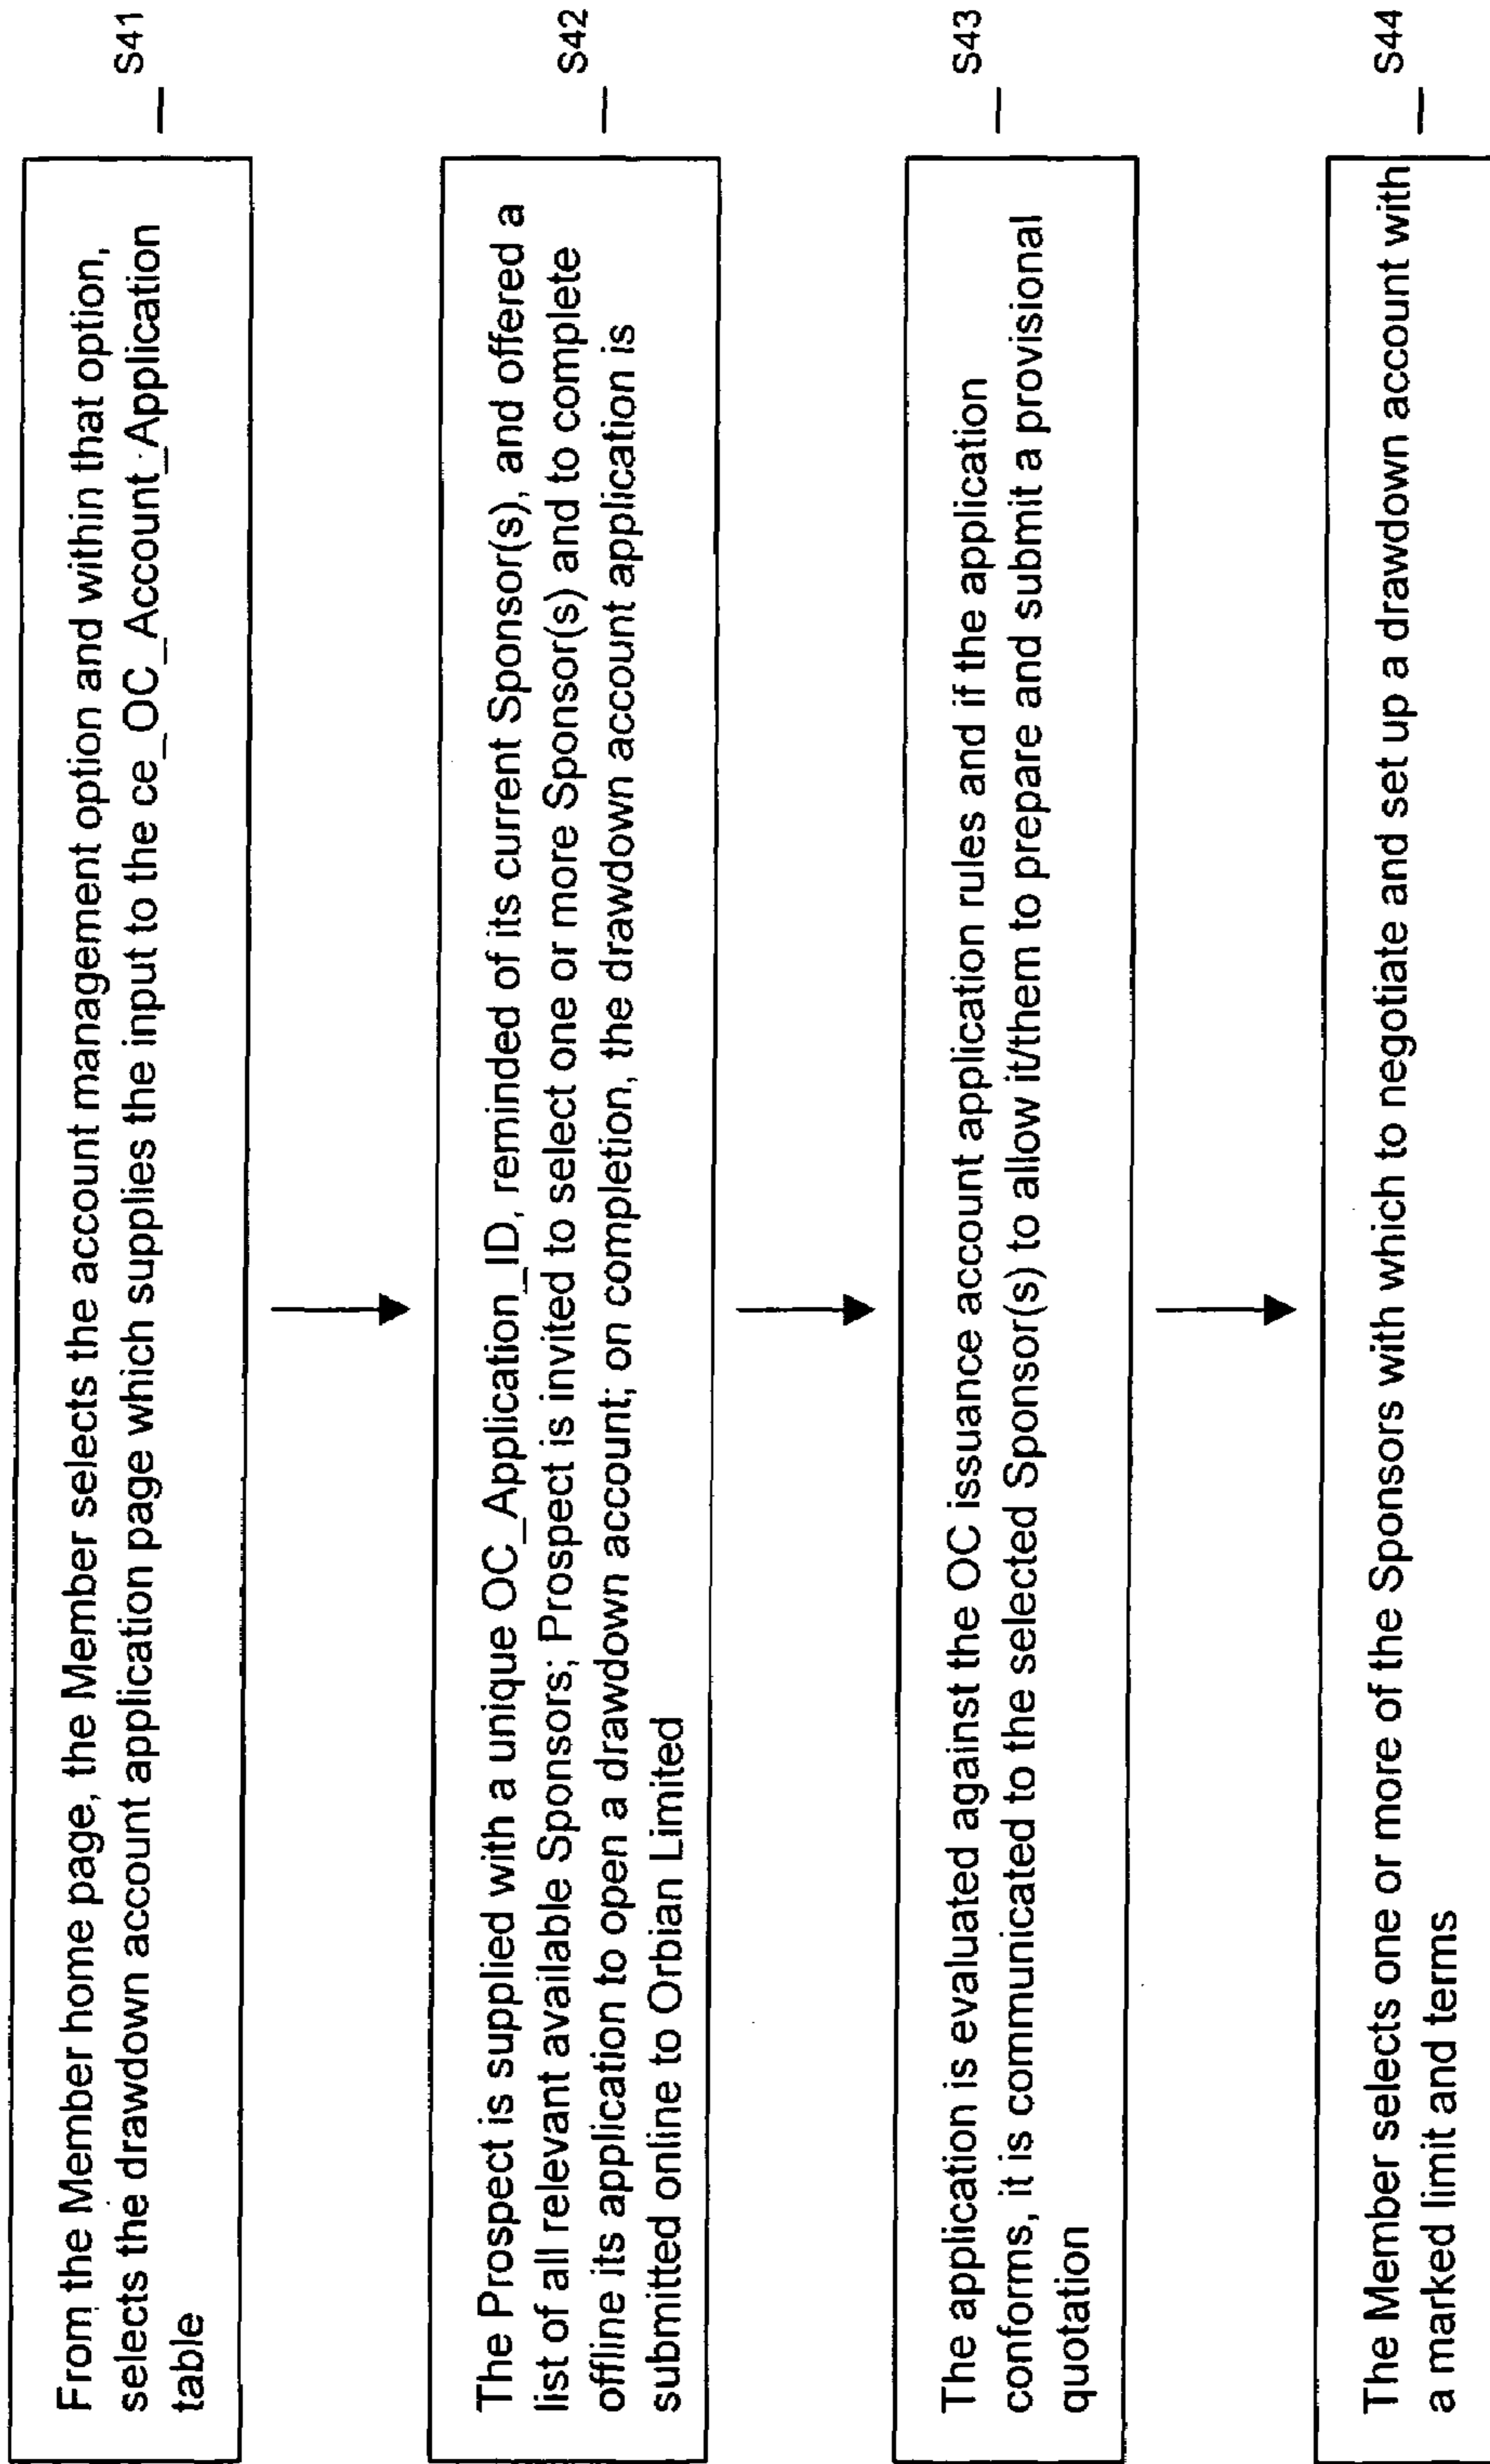 From the Member home page, the Member selects the account management option and within that option,
selects the drawdown account application page which supplies the input to the ce_OC_Account_Application
table
S41
The Prospect is supplied with a unique OC_Application_ID, reminded of its current Sponsor(s), and offered a
list of all relevant available Sponsors; Prospect is invited to select one or more Sponsor(s) and to complete
offline its application to open a drawdown account; on completion, the drawdown account application is
submitted online to Orbian Limited
S42
The application is evaluated against the OC issuance account application rules and if the application
conforms, it is communicated to the selected Sponsor(s) to allow it/them to prepare and submit a provisional
quotation
S43
The Member selects one or more of the Sponsors with which to negotiate and set up a drawdown account with
a marked limit and terms
S44